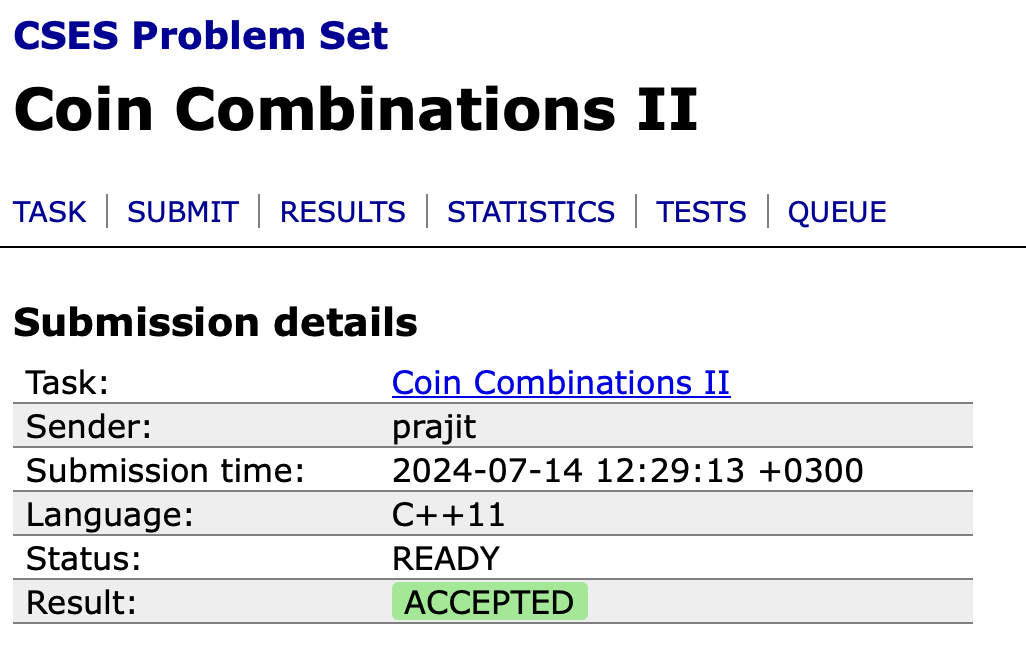 CSES Problem Set
Coin Combinations II
TASK | SUBMIT | RESULTS | STATISTICS | TESTS | QUEUE
Submission details
Task: Coin Combinations II
Sender: prajit
Submission time: 2024-07-14 12:29:13 +0300
Language: C++11
Status: READY
Result: ACCEPTED